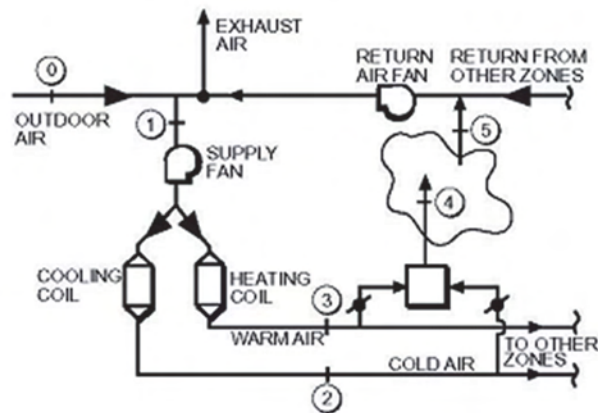 EXHAUST
AIR
0
RETURN
AIR FAN
RETURN FROM
OTHER ZONES
OUTDOOR
AIR
1
5
SUPPLY
FAN
4
COOLING
COIL
HEATING
COIL
3
WARM AIR
TO OTHER
ZONES
COLD AIR
2